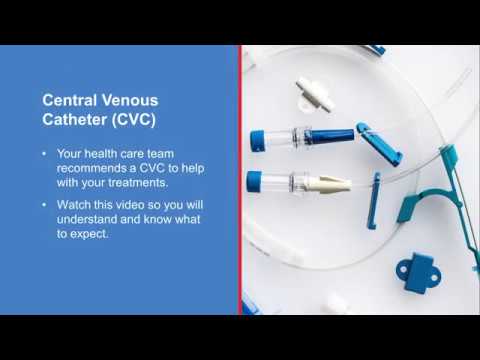 Central Venous
Catheter (CVC)
• Your health care team
recommends a CVC to help
with your treatments.
• Watch this video so you will
understand and know what
to expect.